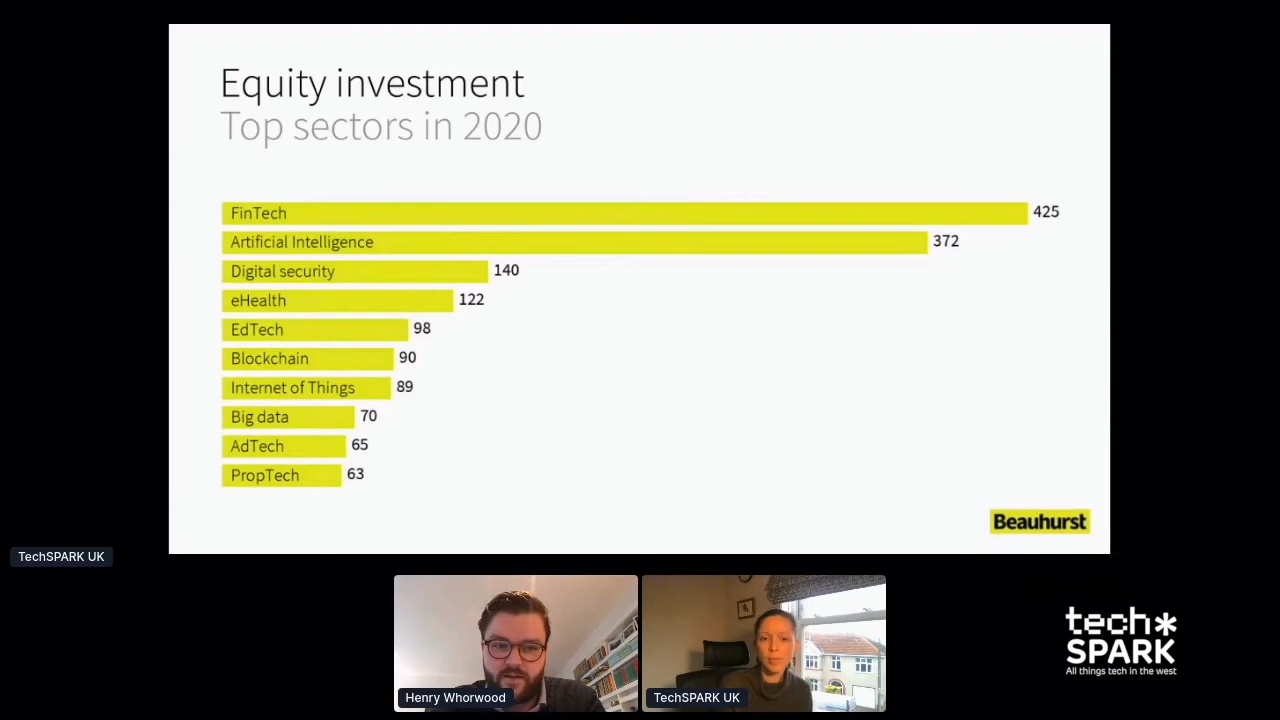 Equity investment
Top sectors in 2020
FinTech 425
Artificial Intelligence 372
Digital security 140
eHealth 122
EdTech 98
Blockchain 90
Internet of Things 89
Big data 70
AdTech 65
PropTech 63
Beauhurst
TechSPARK UK
Henry Whorwood
TechSPARK UK
tech*
SPARK
All things tech in the west